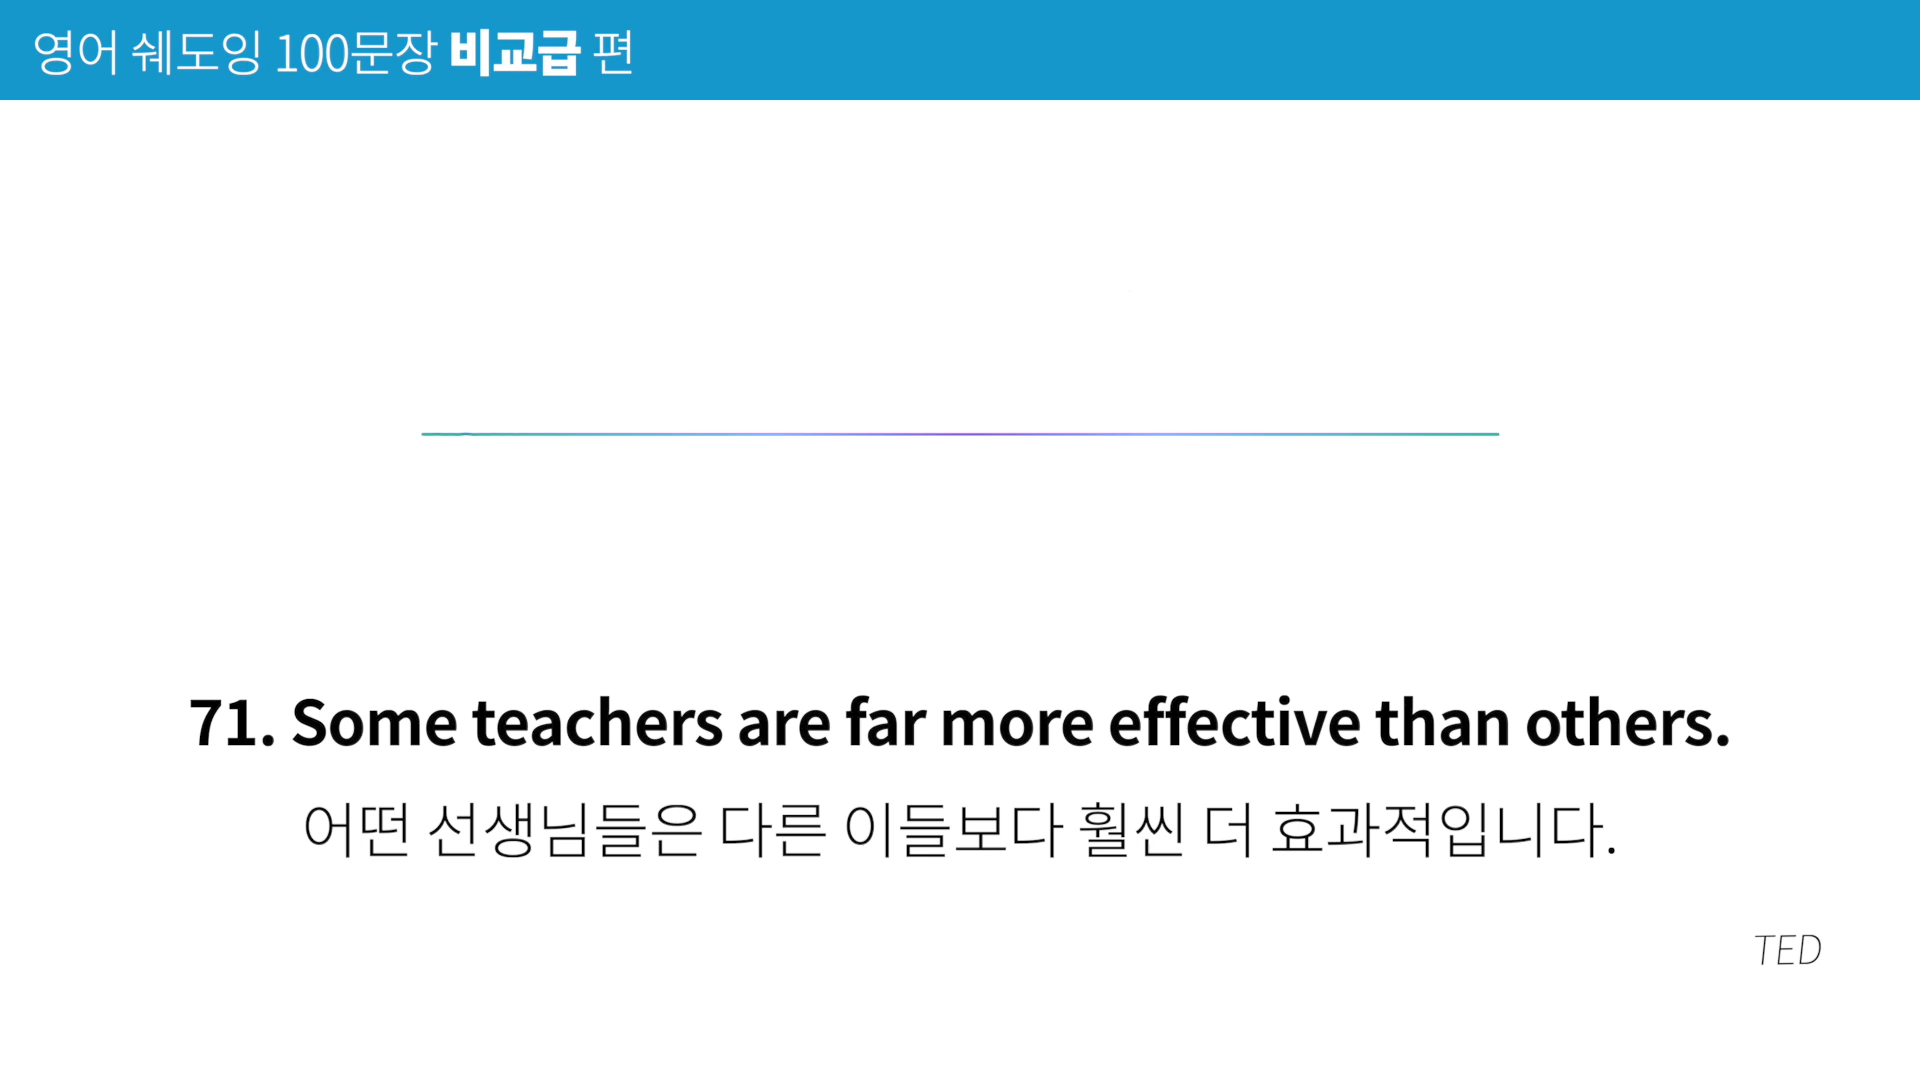 영어 쉐도잉 100문장 비교급 편
71. Some teachers are far more effective than others.
어떤 선생님들은 다른 이들보다 훨씬 더 효과적입니다.
TED